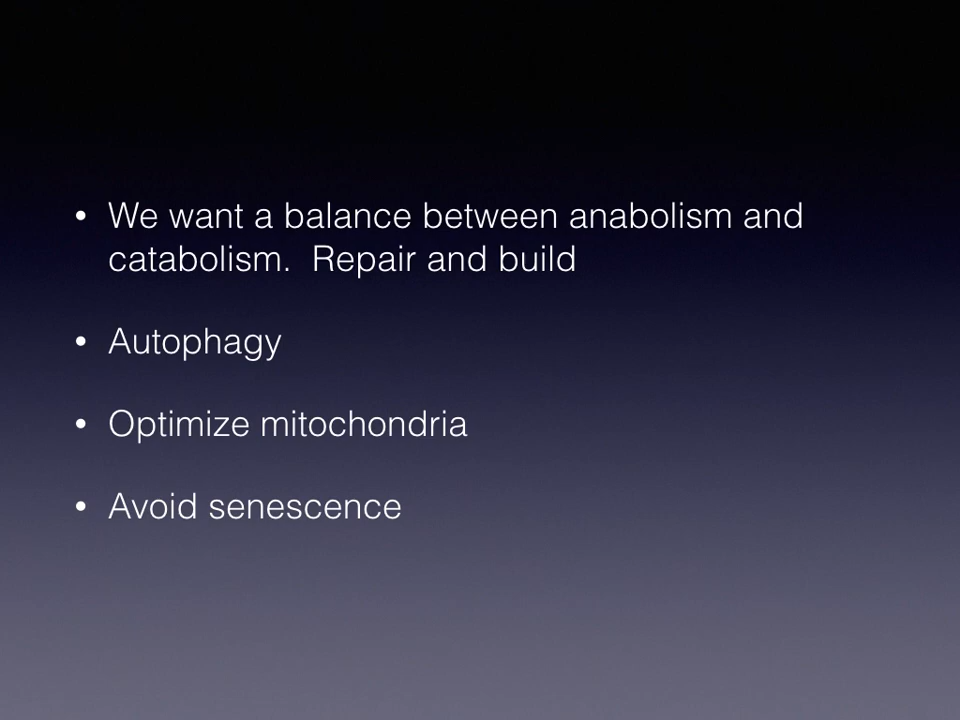 • We want a balance between anabolism and
catabolism.  Repair and build
• Autophagy
• Optimize mitochondria
• Avoid senescence